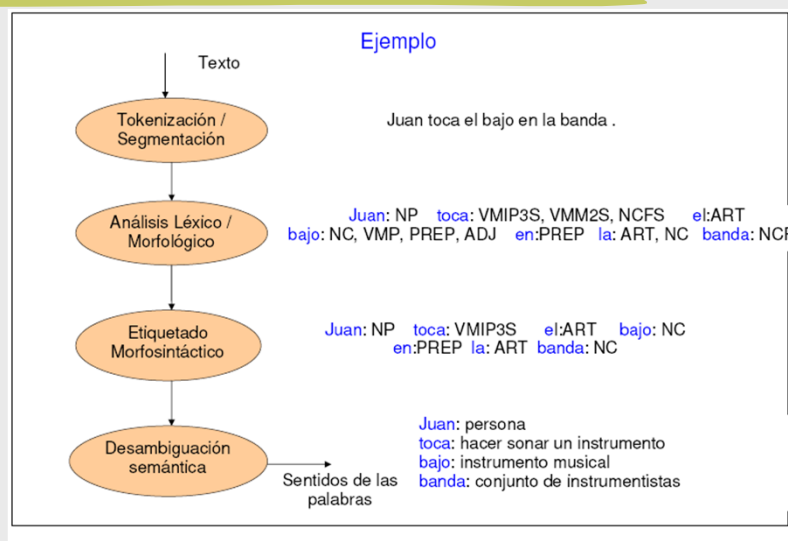 Ejemplo
Texto
Tokenización /
Segmentación
Juan toca el bajo en la banda .
Análisis Léxico /
Morfológico
Juan: NP toca: VMIP3S, VMM2S, NCFS el:ART
bajo: NC, VMP, PREP, ADJ en:PREP la: ART, NC banda:
Etiquetado
Morfosintáctico
Juan: NP toca: VMIP3S el:ART bajo: NC
en:PREP la: ART banda: NC
Desambiguación
semántica
Sentidos de las
palabras
Juan: persona
toca: hacer sonar un instrumento
bajo: instrumento musical
banda: conjunto de instrumentistas